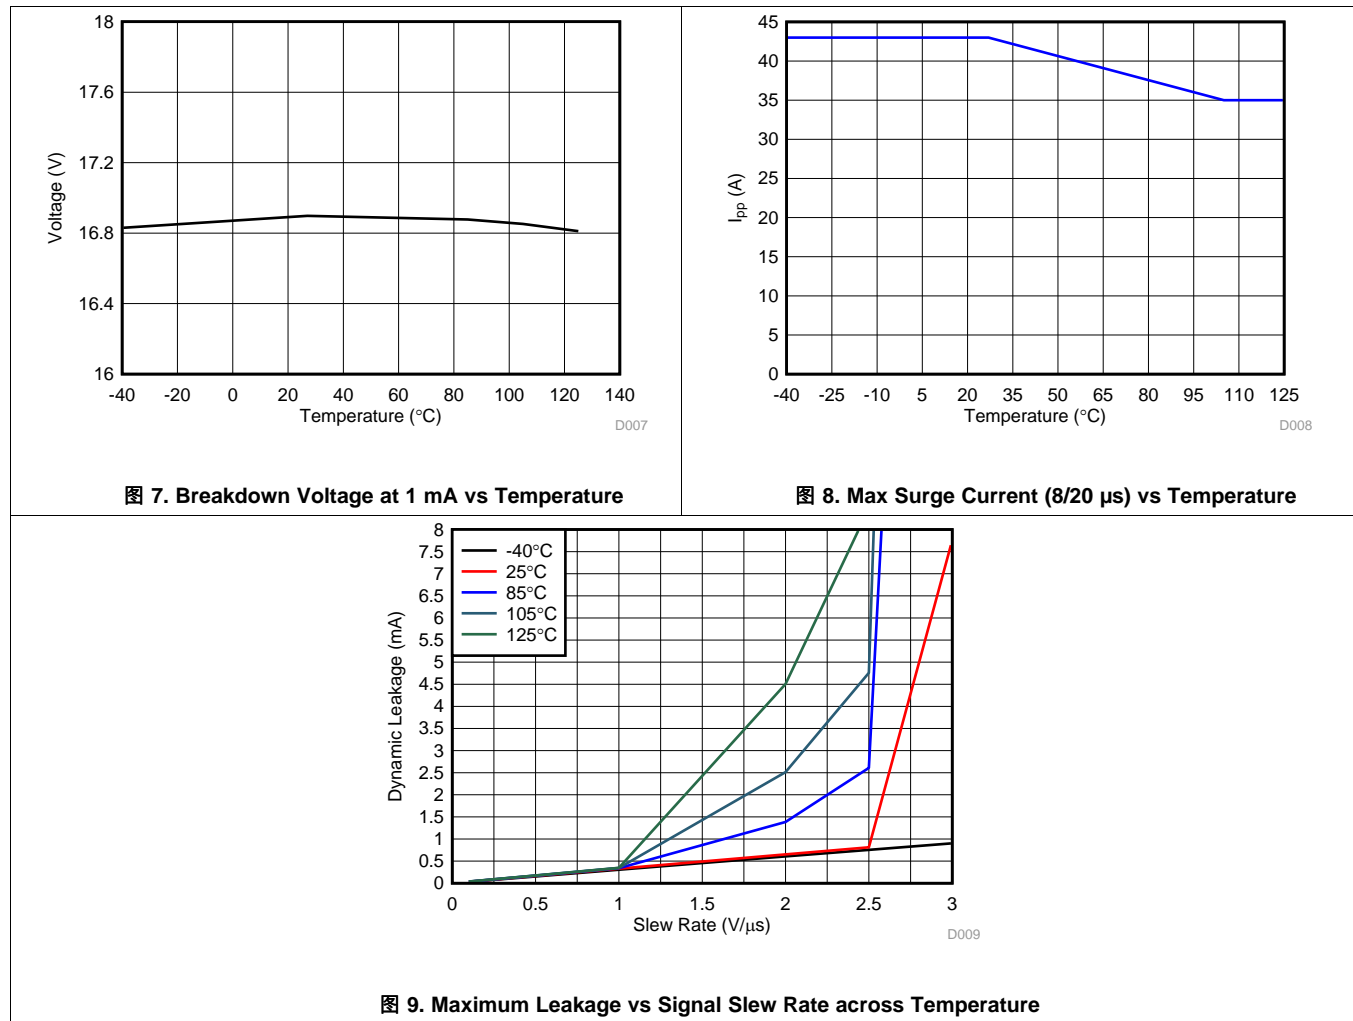 18
17.6
17.2
16.8
16.4
16
Voltage (V)
-40 -20 0 20 40 60 80 100 120 140
Temperature (°C)
D007
图 7. Breakdown Voltage at 1 mA vs Temperature
45
40
35
30
25
20
15
10
5
0
Ipp (A)
-40 -25 -10 5 20 35 50 65 80 95 110 125
Temperature (°C)
D008
图 8. Max Surge Current (8/20 µs) vs Temperature
8
7.5
7
6.5
6
5.5
5
4.5
4
3.5
3
2.5
2
1.5
1
0.5
0
Dynamic Leakage (mA)
-40°C
25°C
85°C
105°C
125°C
0 0.5 1 1.5 2 2.5 3
Slew Rate (V/µs)
D009
图 9. Maximum Leakage vs Signal Slew Rate across Temperature